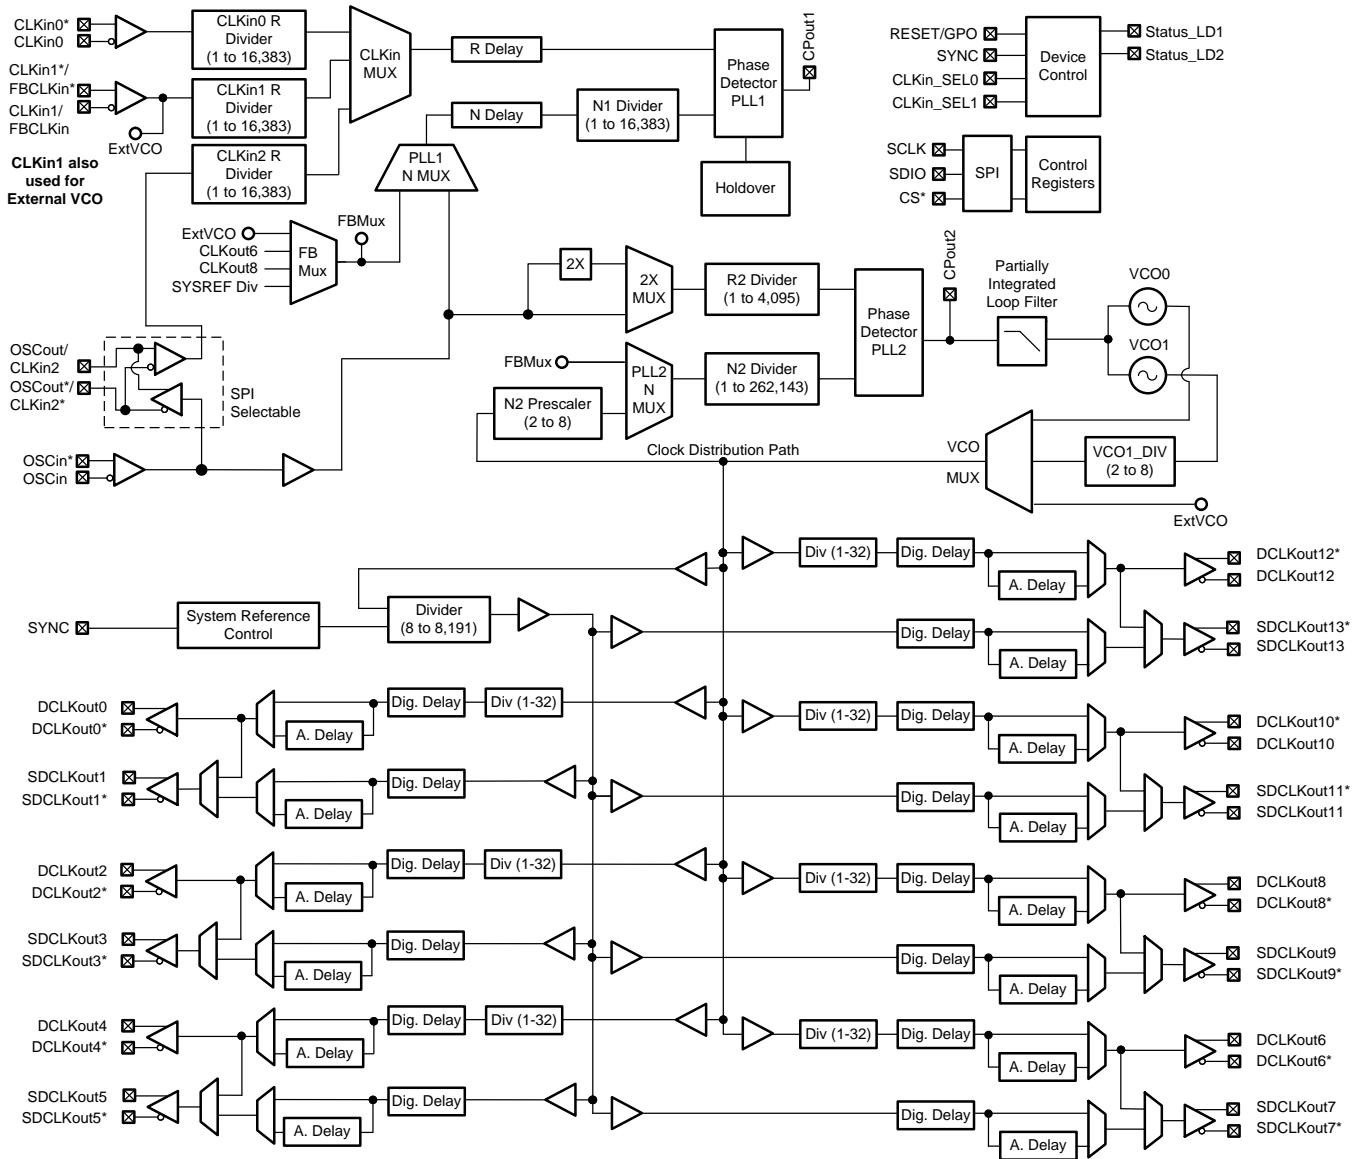 CLKin0*
CLKin0
CLKin0 R
Divider
(1 to 16,383)
CLKin1*/
FBCLKin*
CLKin1/
FBCLKin
CLKin1 R
Divider
(1 to 16,383)
ExtVCO
CLKin1 also
used for
External VCO
CLKin2 R
Divider
(1 to 16,383)
CLKin
MUX
R Delay
N Delay
N1 Divider
(1 to 16,383)
Phase
Detector
PLL1
CPout1
Holdover
PLL1
N MUX
RESET/GPO
SYNC
CLKin_SEL0
CLKin_SEL1
Device
Control
Status_LD1
Status_LD2
SCLK
SDIO
CS*
SPI
Control
Registers
ExtVCO
CLKout6
CLKout8
SYSREF Div
FB
Mux
FBMux
2X
2X
MUX
R2 Divider
(1 to 4,095)
Phase
Detector
PLL2
CPout2
Partially
Integrated
Loop Filter
VCO0
VCO1
OSCout/
CLKin2
OSCout*/
CLKin2*
SPI
Selectable
FBMux
N2 Prescaler
(2 to 8)
PLL2
N
MUX
N2 Divider
(1 to 262,143)
OSCin*
OSCin
Clock Distribution Path
VCO
MUX
VCO1_DIV
(2 to 8)
ExtVCO
Div (1-32)
Dig. Delay
A. Delay
DCLKout12*
DCLKout12
SYNC
System Reference
Control
Divider
(8 to 8,191)
Dig. Delay
A. Delay
SDCLKout13*
SDCLKout13
DCLKout0
DCLKout0*
A. Delay
Dig. Delay
Div (1-32)
Div (1-32)
Dig. Delay
A. Delay
DCLKout10*
DCLKout10
SDCLKout1
SDCLKout1*
A. Delay
Dig. Delay
Dig. Delay
A. Delay
SDCLKout11*
SDCLKout11
DCLKout2
DCLKout2*
A. Delay
Dig. Delay
Div (1-32)
Div (1-32)
Dig. Delay
A. Delay
DCLKout8
DCLKout8*
SDCLKout3
SDCLKout3*
A. Delay
Dig. Delay
Dig. Delay
A. Delay
SDCLKout9
SDCLKout9*
DCLKout4
DCLKout4*
A. Delay
Dig. Delay
Div (1-32)
Div (1-32)
Dig. Delay
A. Delay
DCLKout6
DCLKout6*
SDCLKout5
SDCLKout5*
A. Delay
Dig. Delay
Dig. Delay
A. Delay
SDCLKout7
SDCLKout7*